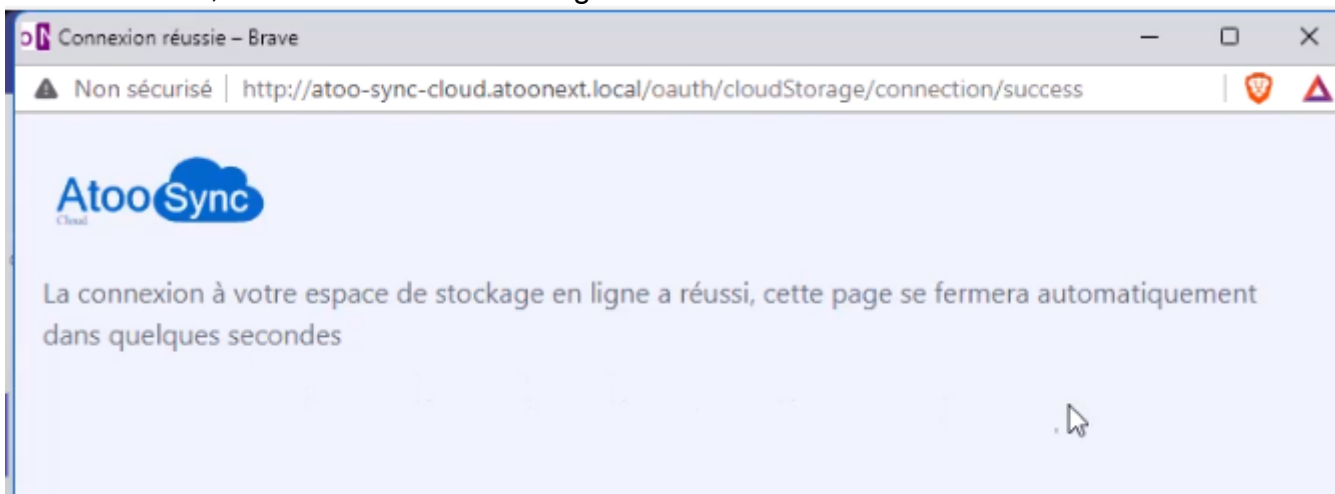 Connexion réussie – Brave
Non sécurisé | http://atoo-sync-cloud.atoonext.local/oauth/cloudStorage/connection/success
Atoo Sync
Cloud
La connexion à votre espace de stockage en ligne a réussi, cette page se fermera automatiquement
dans quelques secondes